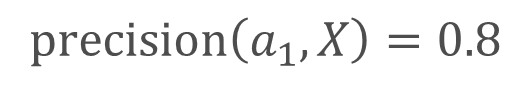 precision(a₁, X) = 0.8